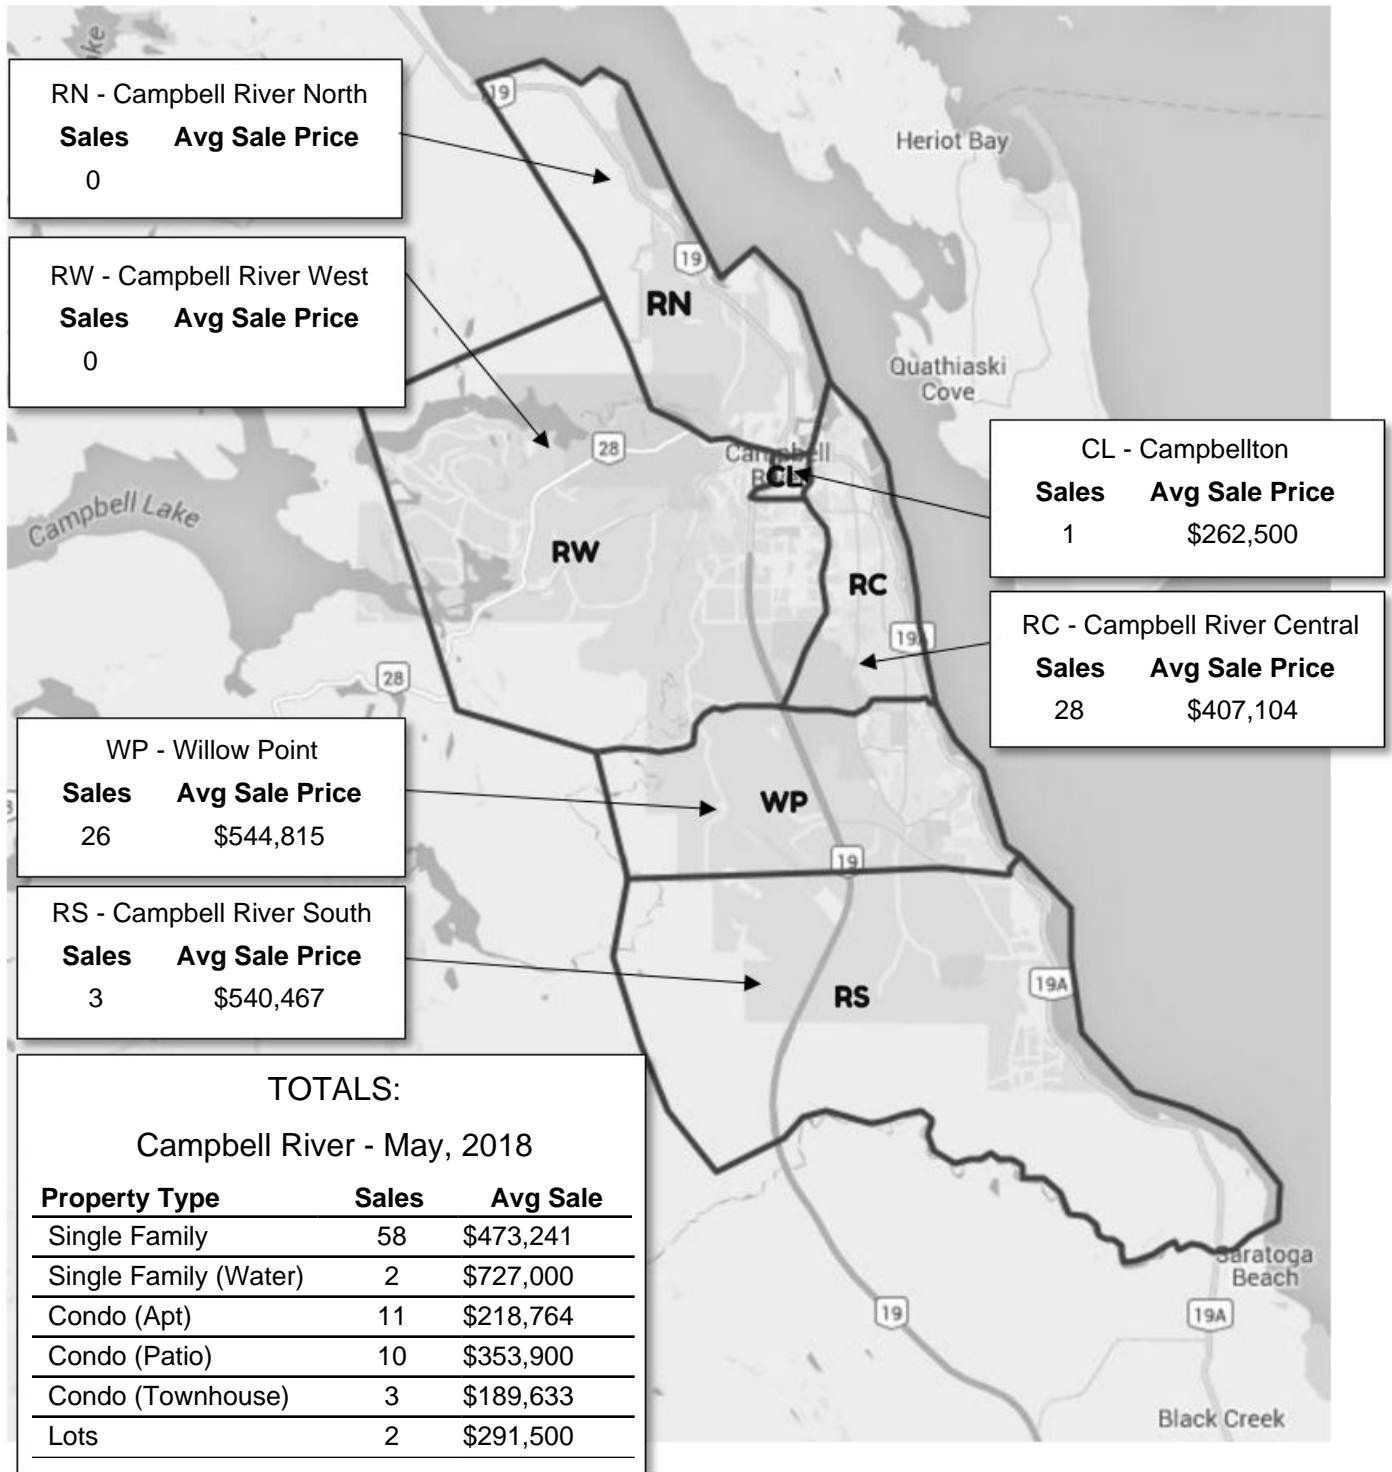 RN - Campbell River North
Sales Avg Sale Price
0
RW - Campbell River West
Sales Avg Sale Price
0
CL - Campbellton
Sales Avg Sale Price
1 $262,500
RC - Campbell River Central
Sales Avg Sale Price
28 $407,104
WP - Willow Point
Sales Avg Sale Price
26 $544,815
RS - Campbell River South
Sales Avg Sale Price
3 $540,467
TOTALS:
Campbell River - May, 2018
Property Type Sales Avg Sale
Single Family 58 $473,241
Single Family (Water) 2 $727,000
Condo (Apt) 11 $218,764
Condo (Patio) 10 $353,900
Condo (Townhouse) 3 $189,633
Lots 2 $291,500
19
Heriot Bay
19
RN
Quathiaski
Cove
28
Campbell
CL
Campbell Lake
RW
RC
19A
28
WP
19
RS
19A
Saratoga
Beach
19
19A
Black Creek